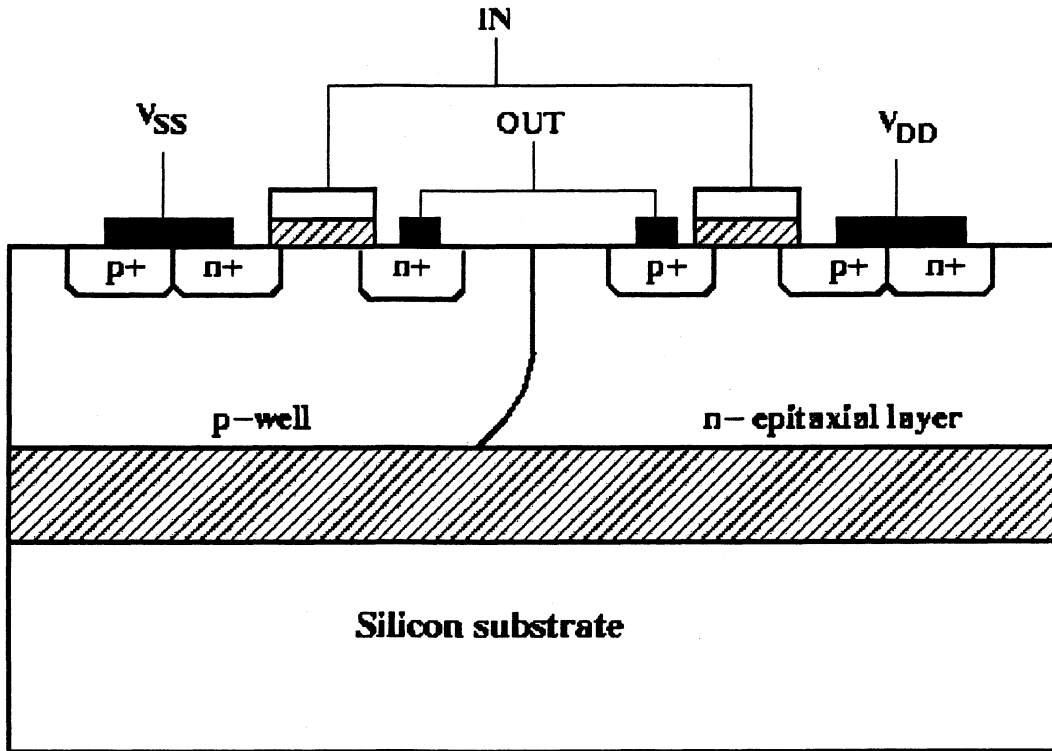 IN
VSS
OUT
VDD
p+ n+ n+ p+ p+ n+
p-well
n- epitaxial layer
Silicon substrate